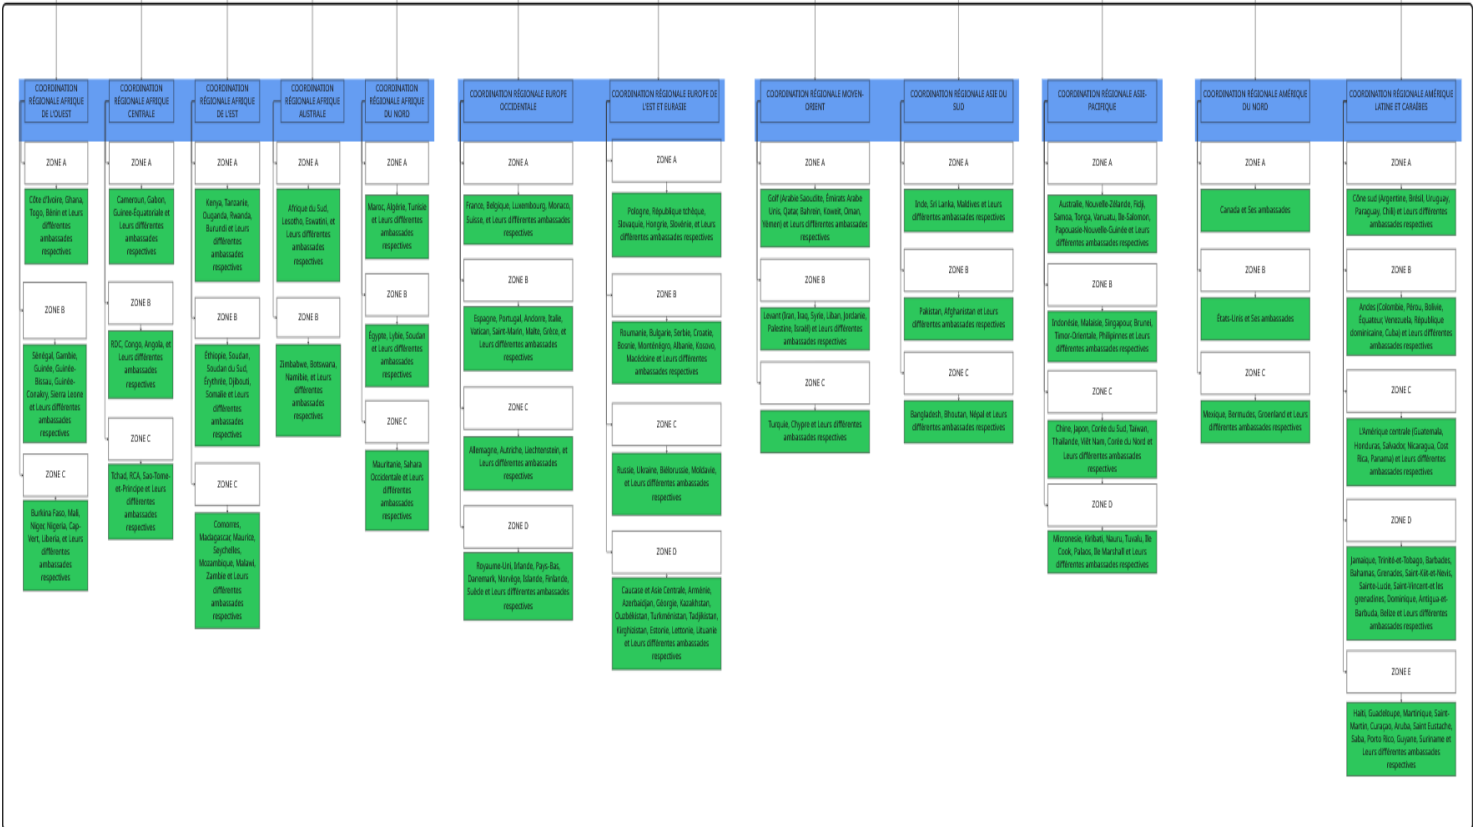 COORDINATION
RÉGIONALE AFRIQUE
DE L'OUEST
ZONE A
Côte d'Ivoire, Ghana,
Togo, Bénin et Leurs
différentes
ambassades
respectives
ZONE B
Sénégal, Gambie,
Guinée, Guinée-
Bissau, Guinée-
Conakry, Sierra Leone
et Leurs différentes
ambassades
respectives
ZONE C
Burkina Faso, Mali,
Niger, Nigeria, Cap-
Vert, Liberia, et Leurs
différentes
ambassades
respectives
COORDINATION
RÉGIONALE AFRIQUE
CENTRALE
ZONE A
Cameroun, Gabon,
Guinée-Équatoriale et
Leurs différentes
ambassades
respectives
ZONE B
RDC, Congo, Angola, et
Leurs différentes
ambassades
respectives
ZONE C
Tchad, RCA, Sao-Tome-
et-Principe et Leurs
différentes
ambassades
respectives
COORDINATION
RÉGIONALE AFRIQUE
DE L'EST
ZONE A
Kenya, Tanzanie,
Ouganda, Rwanda,
Burundi et Leurs
différentes
ambassades
respectives
ZONE B
Éthiopie, Soudan,
Soudan du Sud,
Érythrée, Djibouti,
Somalie et Leurs
différentes
ambassades
respectives
ZONE C
Comorres,
Madagascar, Maurice,
Seychelles,
Mozambique, Malawi,
Zambie et Leurs
différentes
ambassades
respectives
COORDINATION
RÉGIONALE AFRIQUE
AUSTRALE
ZONE A
Afrique du Sud,
Lesotho, Eswatini, et
Leurs différentes
ambassades
respectives
ZONE B
Zimbabwe, Botswana,
Namibie, et Leurs
différentes
ambassades
respectives
COORDINATION
RÉGIONALE AFRIQUE
DU NORD
ZONE A
Maroc, Algérie, Tunisie
et Leurs différentes
ambassades
respectives
ZONE B
Égypte, Lybie, Soudan
et Leurs différentes
ambassades
respectives
ZONE C
Mauritanie, Sahara
Occidentale et Leurs
différentes
ambassades
respectives
COORDINATION RÉGIONALE EUROPE
OCCIDENTALE
ZONE A
France, Belgique, Luxembourg, Monaco,
Suisse, et Leurs différentes ambassades
respectives
ZONE B
Espagne, Portugal, Andorre, Italie,
Vatican, Saint-Marin, Malte, Grèce, et
Leurs différentes ambassades
respectives
ZONE C
Allemagne, Autriche, Liechtenstein, et
Leurs différentes ambassades
respectives
ZONE D
Royaume-Uni, Irlande, Pays-Bas,
Danemark, Norvège, Islande, Finlande,
Suède et Leurs différentes ambassades
respectives
COORDINATION RÉGIONALE EUROPE DE
L'EST ET EURASIE
ZONE A
Pologne, République tchèque,
Slovaquie, Hongrie, Slovénie, et Leurs
différentes ambassades respectives
ZONE B
Roumanie, Bulgarie, Serbie, Croatie,
Bosnie, Monténégro, Albanie, Kosovo,
Macédoine et Leurs différentes
ambassades respectives
ZONE C
Russie, Ukraine, Biélorussie, Moldavie,
et Leurs différentes ambassades
respectives
ZONE D
Caucase et Asie Centrale, Arménie,
Azerbaïdjan, Géorgie, Kazakhstan,
Ouzbékistan, Turkménistan, Tadjikistan,
Kirghizistan, Estonie, Lettonie, Lituanie
et Leurs différentes ambassades
respectives
COORDINATION RÉGIONALE MOYEN-
ORIENT
ZONE A
Golf (Arabie Saoudite, Émirats Arabe
Unis, Qatar, Bahreïn, Koweït, Oman,
Yémen) et Leurs différentes ambassades
respectives
ZONE B
Levant (Iran, Iraq, Syrie, Liban, Jordanie,
Palestine, Israël) et Leurs différentes
ambassades respectives
ZONE C
Turquie, Chypre et Leurs différentes
ambassades respectives
COORDINATION RÉGIONALE ASIE DU
SUD
ZONE A
Inde, Sri Lanka, Maldives et Leurs
différentes ambassades respectives
ZONE B
Pakistan, Afghanistan et Leurs
différentes ambassades respectives
ZONE C
Bangladesh, Bhoutan, Népal et Leurs
différentes ambassades respectives
COORDINATION RÉGIONALE ASIE-
PACIFIQUE
ZONE A
Australie, Nouvelle-Zélande, Fidji,
Samoa, Tonga, Vanuatu, Ile-Salomon,
Papouasie-Nouvelle-Guinée et Leurs
différentes ambassades respectives
ZONE B
Indonésie, Malaisie, Singapour, Brunei,
Timor-Orientale, Philipinnes et Leurs
différentes ambassades respectives
ZONE C
Chine, Japon, Corée du Sud, Taïwan,
Thaïlande, Viêt Nam, Corée du Nord et
Leurs différentes ambassades
respectives
ZONE D
Micronesie, Kiribati, Nauru, Tuvalu, Ile
Cook, Palaos, Ile Marshall et Leurs
différentes ambassades respectives
COORDINATION RÉGIONALE AMÉRIQUE
DU NORD
ZONE A
Canada et Ses ambassades
ZONE B
États-Unis et Ses ambassades
ZONE C
Mexique, Bermudes, Groenland et Leurs
différentes ambassades respectives
COORDINATION RÉGIONALE AMÉRIQUE
LATINE ET CARAÏBES
ZONE A
Cône sud (Argentine, Brésil, Uruguay,
Paraguay, Chili) et Leurs différentes
ambassades respectives
ZONE B
Andes (Colombie, Pérou, Bolivie,
Équateur, Venezuela, République
dominicaine, Cuba) et Leurs différentes
ambassades respectives
ZONE C
L'Amérique centrale (Guatemala,
Honduras, Salvador, Nicaragua, Cost
Rica, Panama) et Leurs différentes
ambassades respectives
ZONE D
Jamaïque, Trinité-et-Tobago, Barbades,
Bahamas, Grenades, Saint-Kiit-et-Nevis,
Sainte-Lucie, Saint-Vincent-et les
grenadines, Dominique, Antigua-et-
Barbuda, Belize et Leurs différentes
ambassades respectives
ZONE E
Haïti, Guadeloupe, Martinique, Saint-
Martin, Curaçao, Aruba, Saint Eustache,
Saba, Porto Rico, Guyane, Suriname et
Leurs différentes ambassades
respectives